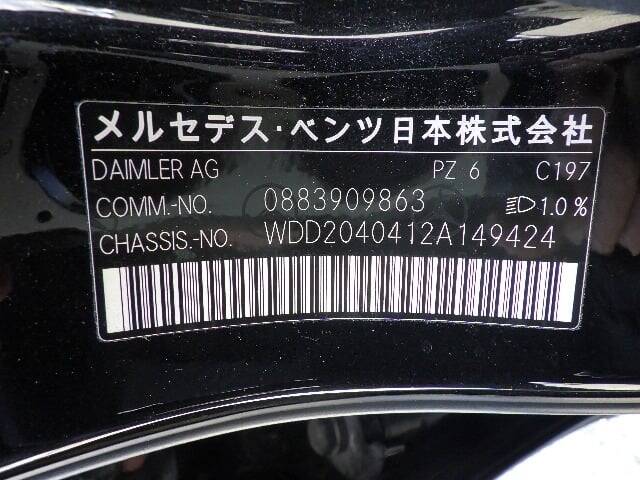 メルセデス・ベンツ日本株式会社
DAIMLER AG PZ 6 C197
COMM.-NO. 0883909863 1.0 %
CHASSIS.-NO. WDD2040412A149424